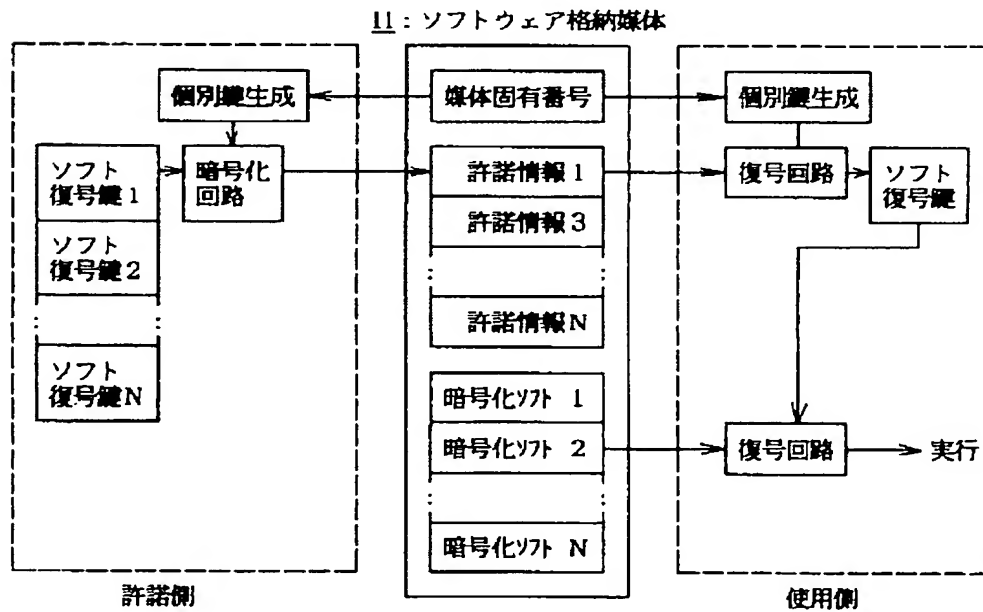 11：ソフトウェア格納媒体
個別鍵生成
ソフト
復号鍵1
暗号化
回路
ソフト
復号鍵2
ソフト
復号鍵N
許諾側
媒体固有番号
許諾情報1
許諾情報3
許諾情報N
暗号化ソフト 1
暗号化ソフト 2
暗号化ソフト N
個別鍵生成
復号回路
ソフト
復号鍵
復号回路
実行
使用側